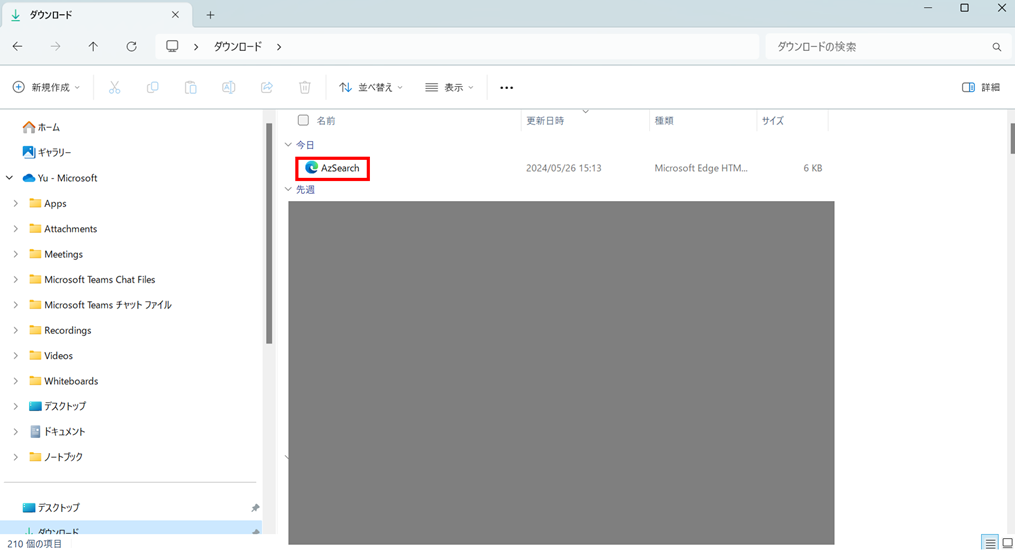 ダウンロード
ダウンロード
ダウンロードの検索
新規作成
並べ替え
表示
詳細
名前
更新日時
種類
サイズ
今日
AzSearch
2024/05/26 15:13
Microsoft Edge HTM...
6 KB
先週
ホーム
ギャラリー
Yu - Microsoft
Apps
Attachments
Meetings
Microsoft Teams Chat Files
Microsoft Teams チャット ファイル
Recordings
Videos
Whiteboards
デスクトップ
ドキュメント
ノートブック
デスクトップ
ダウンロード
210 個の項目